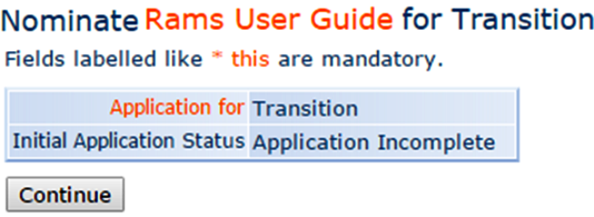 Nominate Rams User Guide for Transition
Fields labelled like * this are mandatory.
Application for Transition
Initial Application Status Application Incomplete
Continue